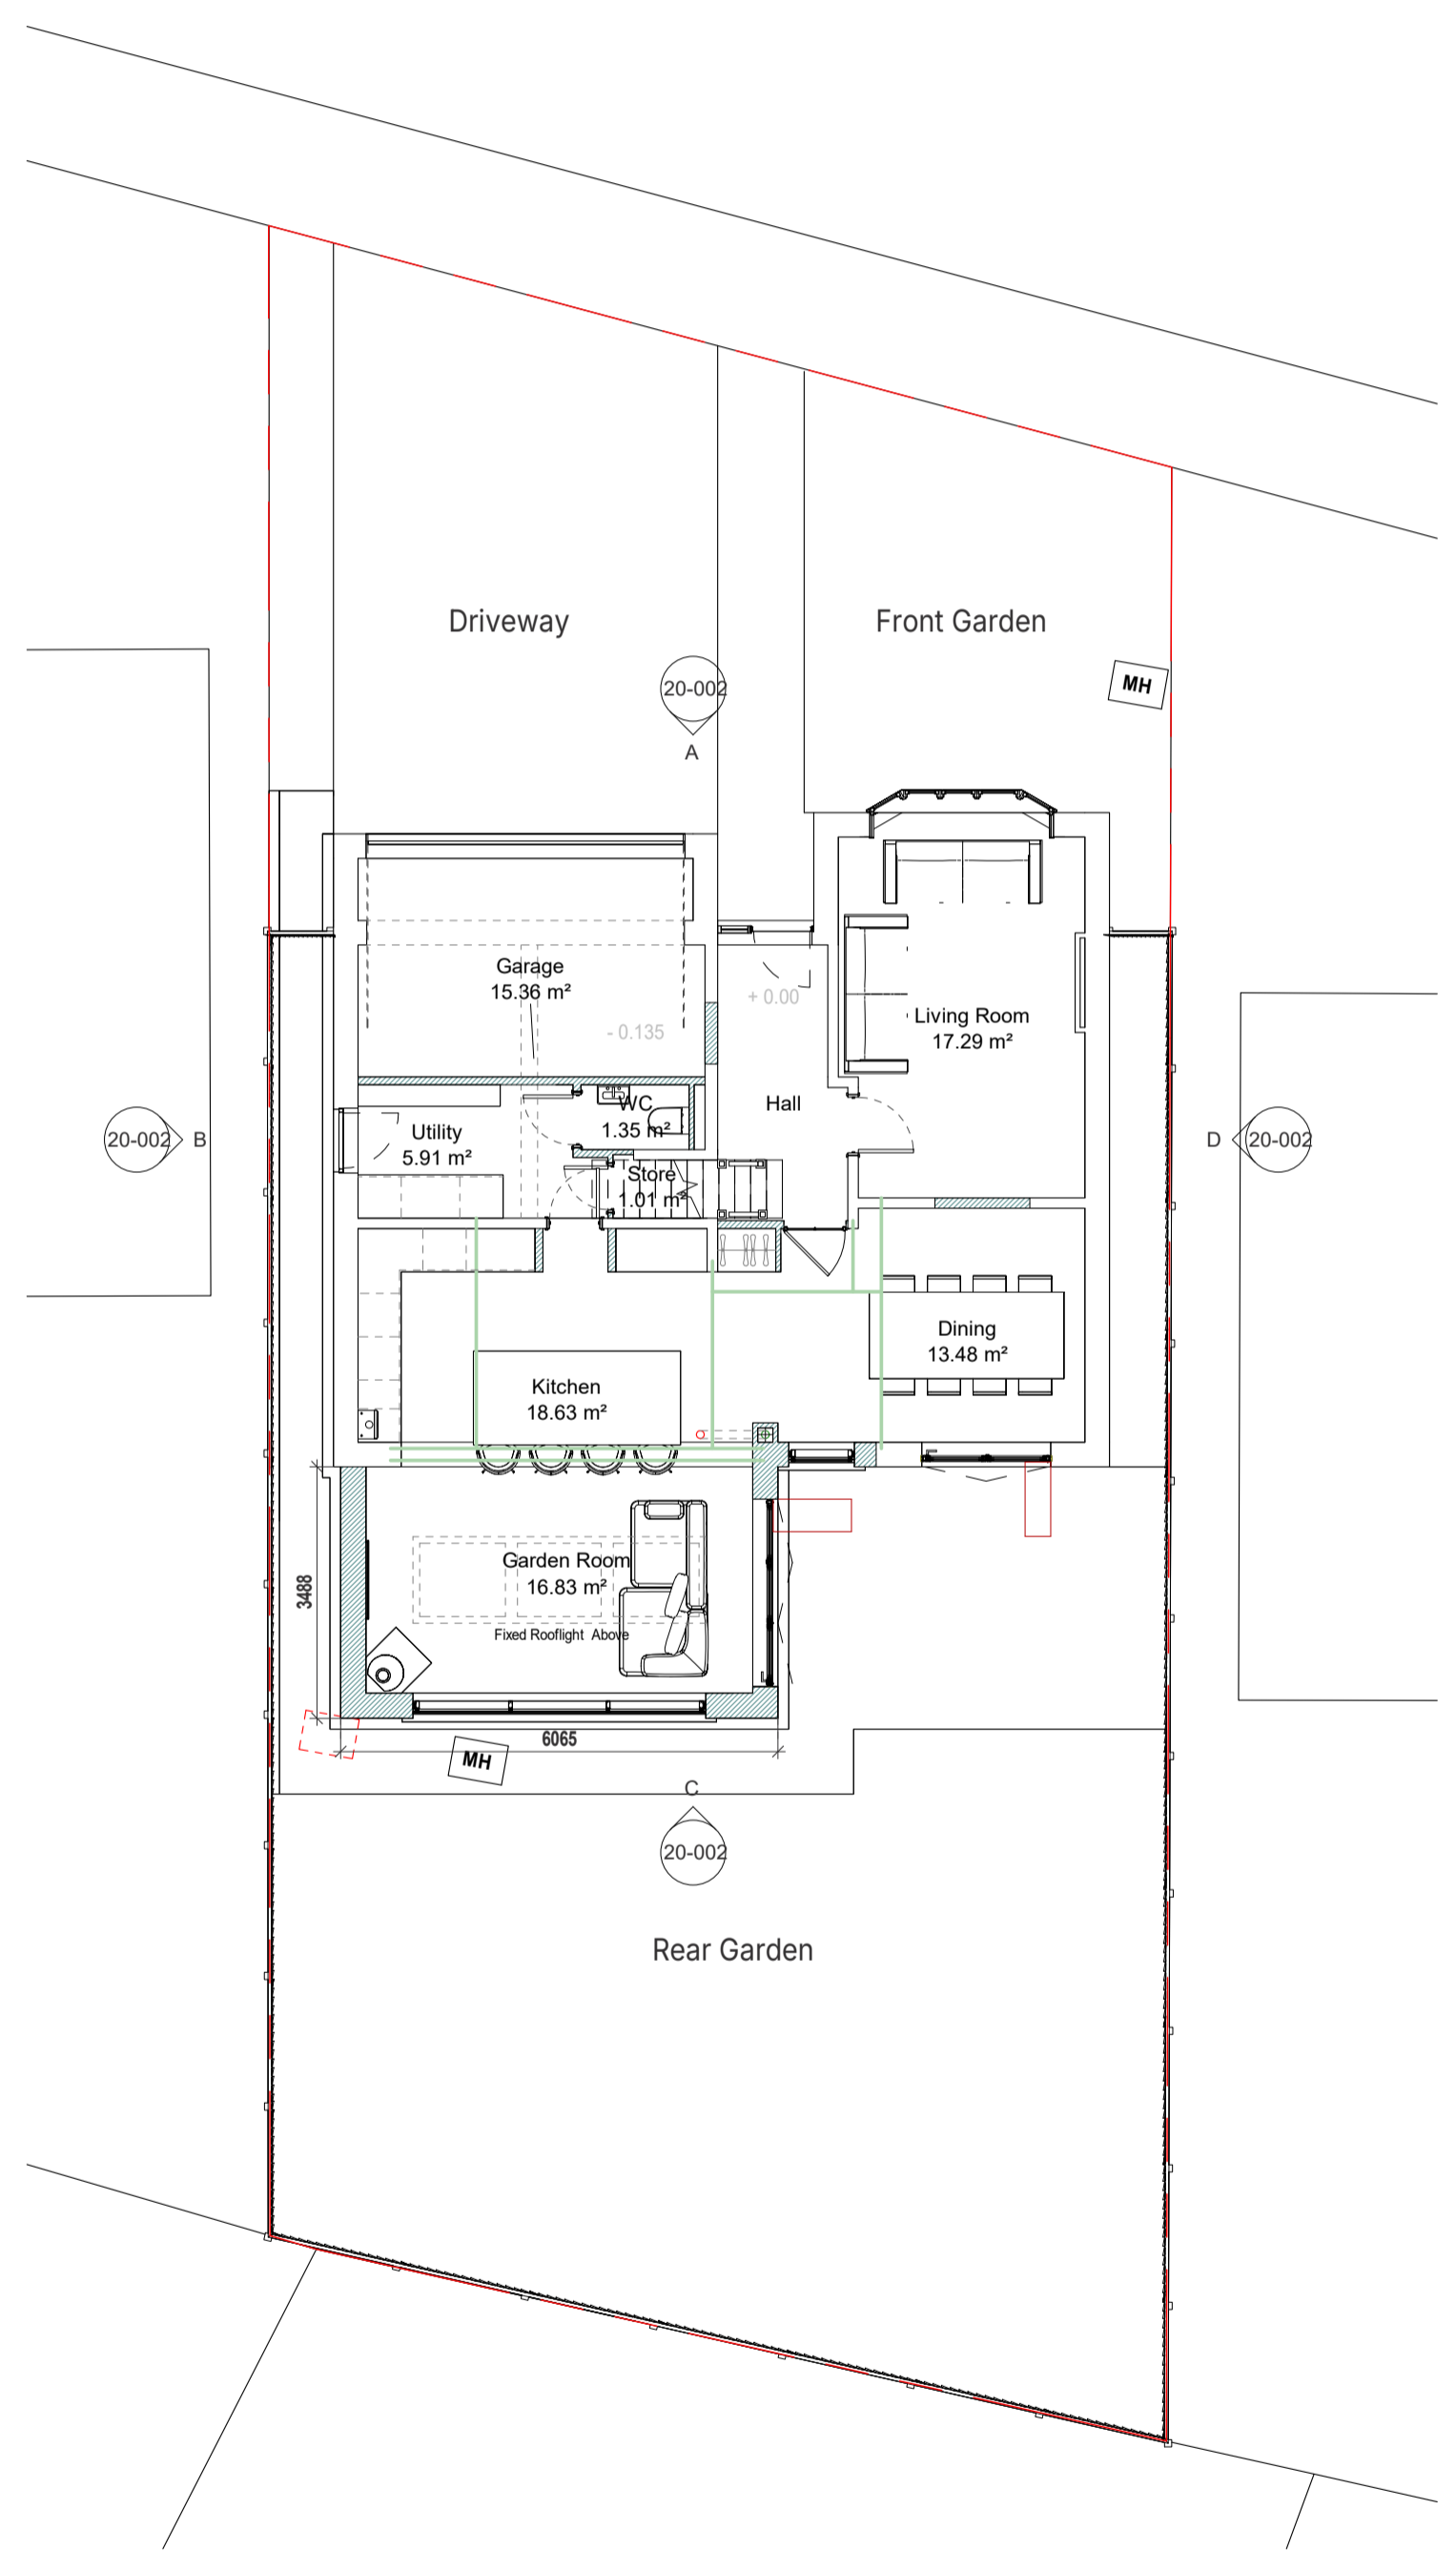 Driveway
Front Garden
MH
20-002
A
Garage
15.36 m²
+ 0.00
- 0.135
Living Room
17.29 m²
WC
1.35 m²
Hall
Utility
5.91 m²
20-002 B
D 20-002
Store
1.01 m²
Dining
13.48 m²
Kitchen
18.63 m²
3488
Garden Room
16.83 m²
Fixed Rooflight Above
6065
MH
C
20-002
Rear Garden